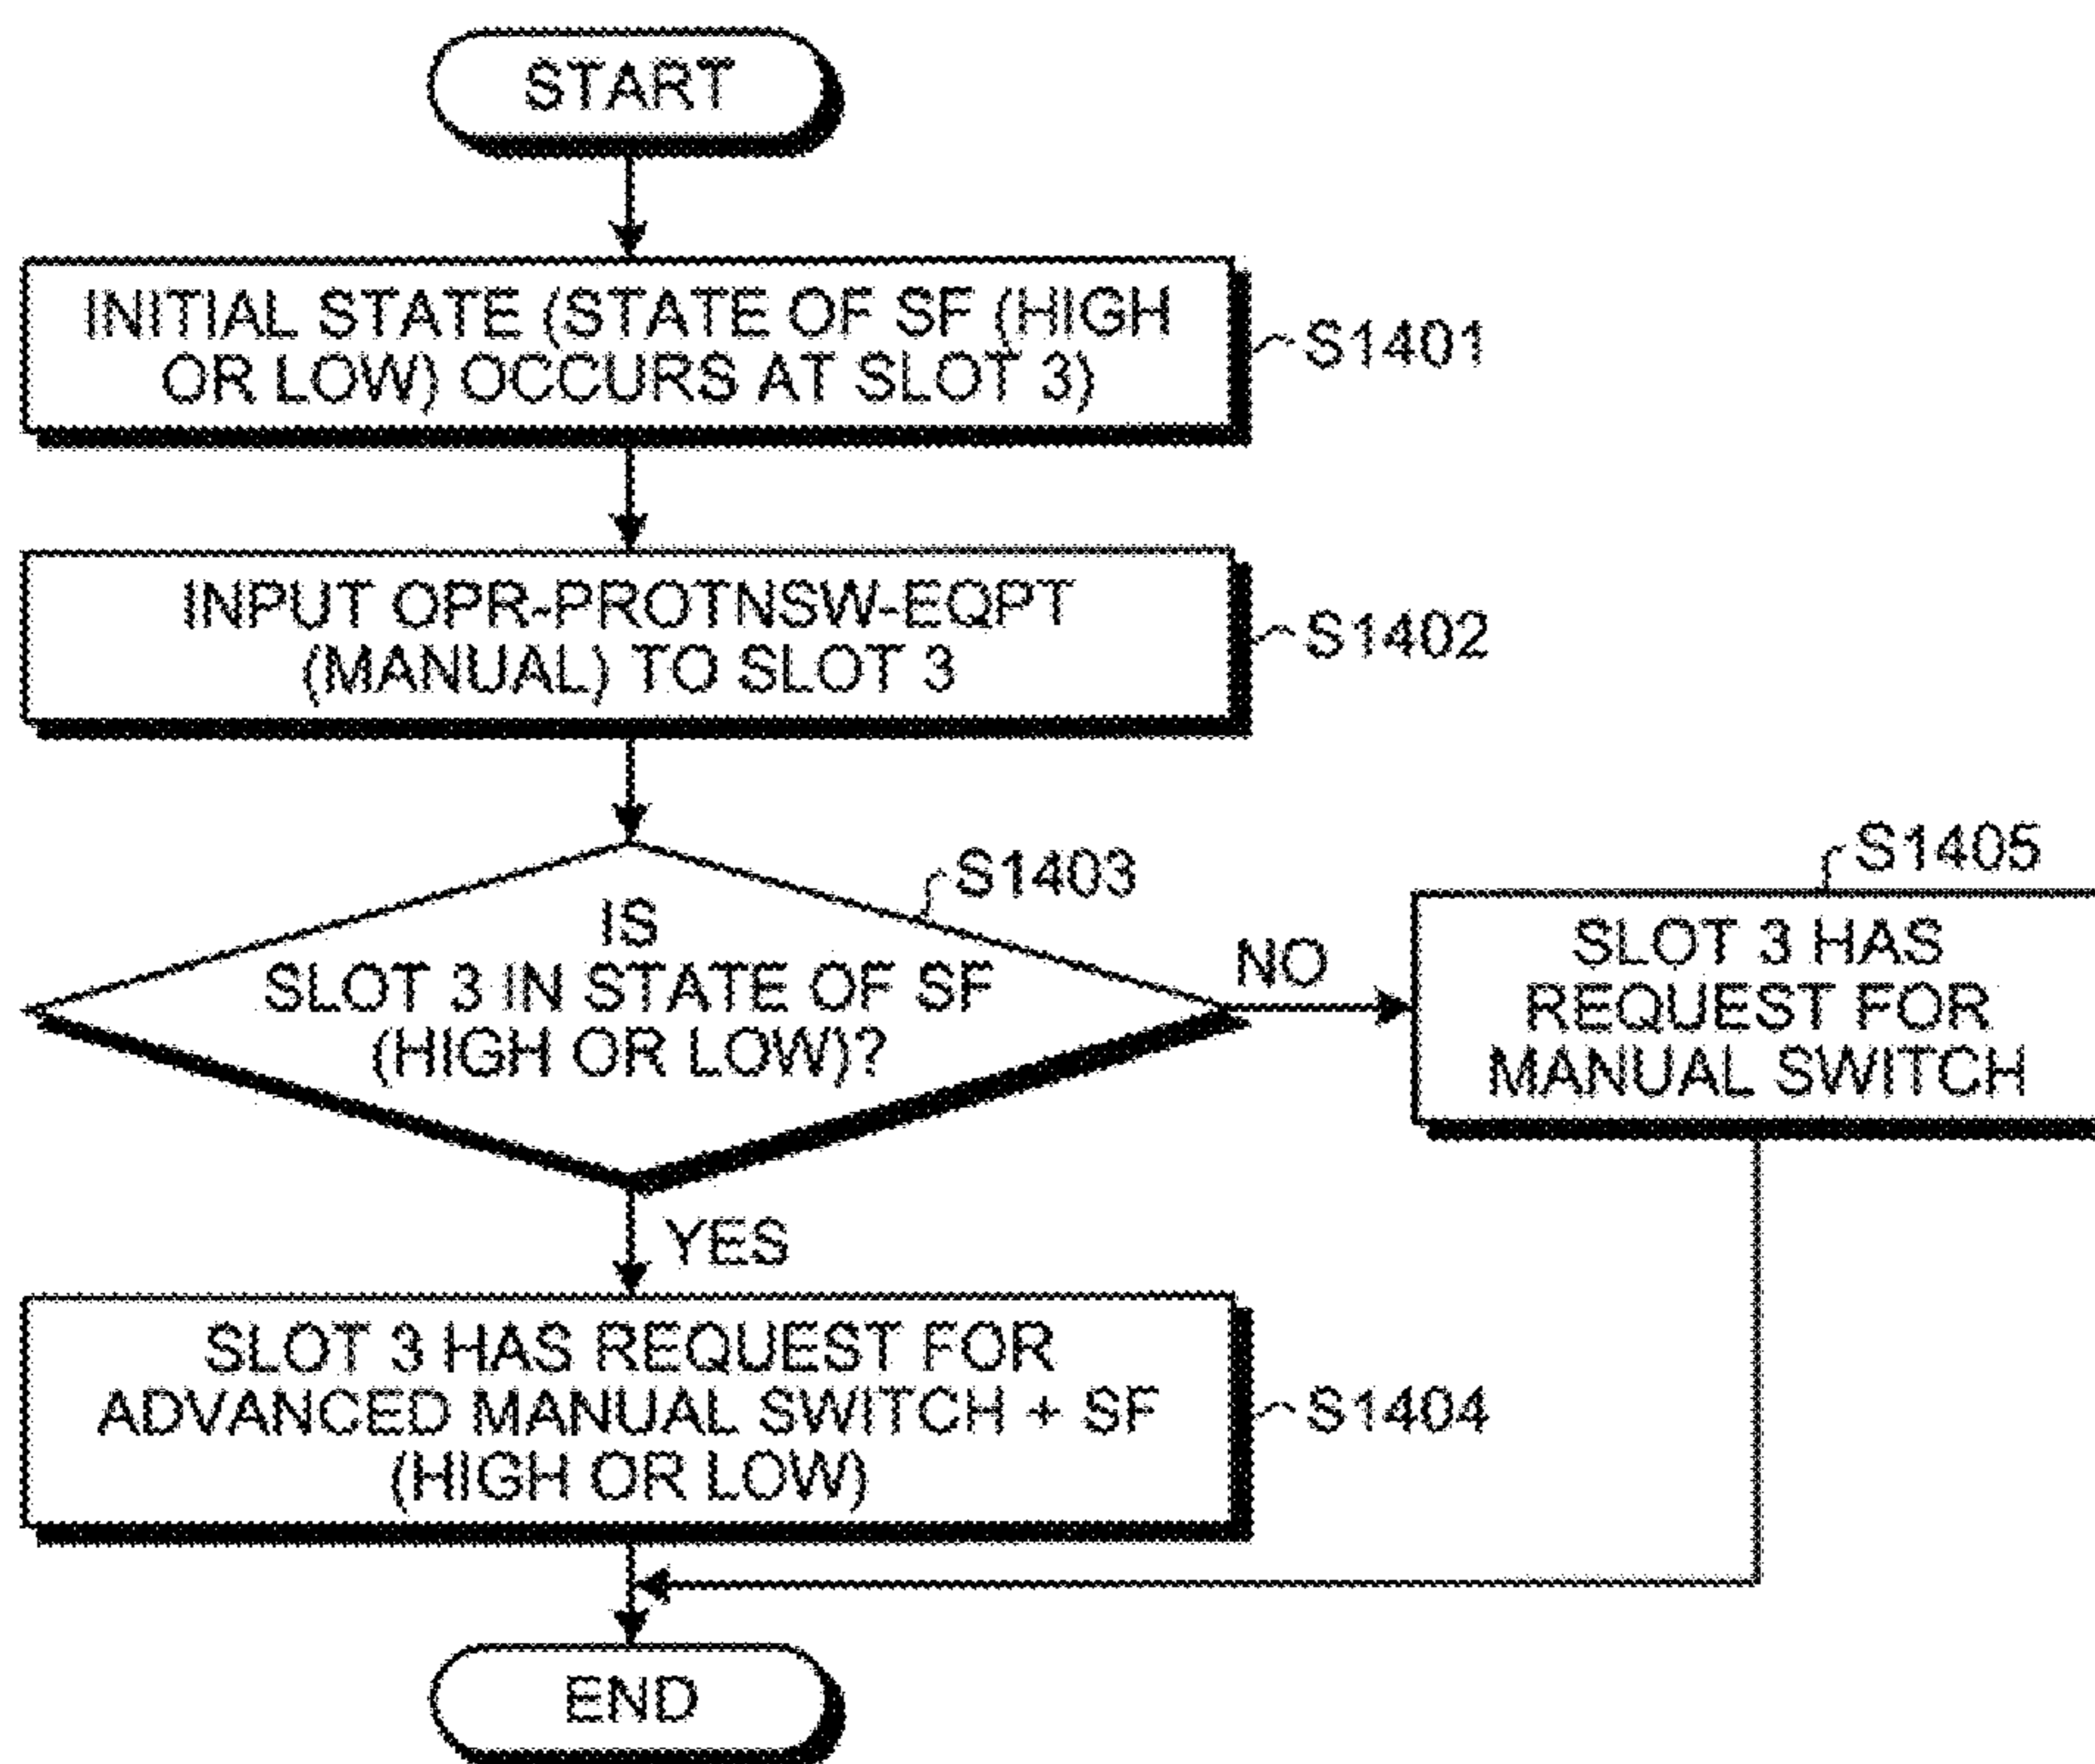 START
INITIAL STATE (STATE OF SF (HIGH
OR LOW) OCCURS AT SLOT 3)
S1401
INPUT OPR-PROTNSW-EQPT
(MANUAL) TO SLOT 3
S1402
IS
SLOT 3 IN STATE OF SF
(HIGH OR LOW)?
S1403
NO
S1405
SLOT 3 HAS
REQUEST FOR
MANUAL SWITCH
YES
SLOT 3 HAS REQUEST FOR
ADVANCED MANUAL SWITCH + SF
(HIGH OR LOW)
S1404
END